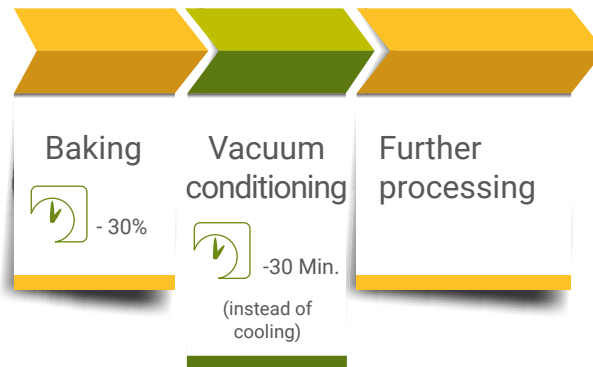 Baking
- 30%
Vacuum
conditioning
-30 Min.
(instead of
cooling)
Further
processing